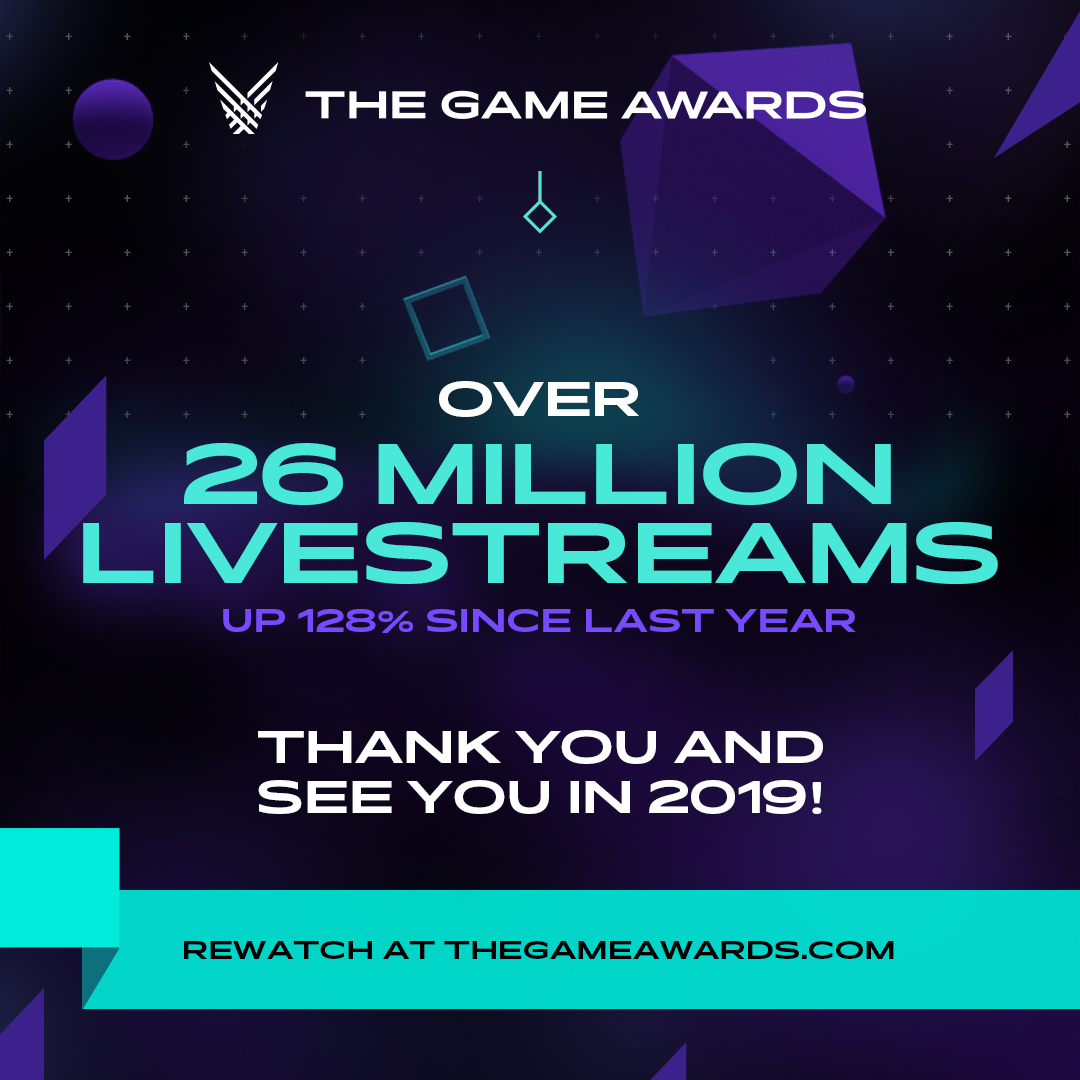 THE GAME AWARDS
OVER
26 MILLION
LIVESTREAMS
UP 128% SINCE LAST YEAR
THANK YOU AND
SEE YOU IN 2019!
REWATCH AT THEGAMEAWARDS.COM